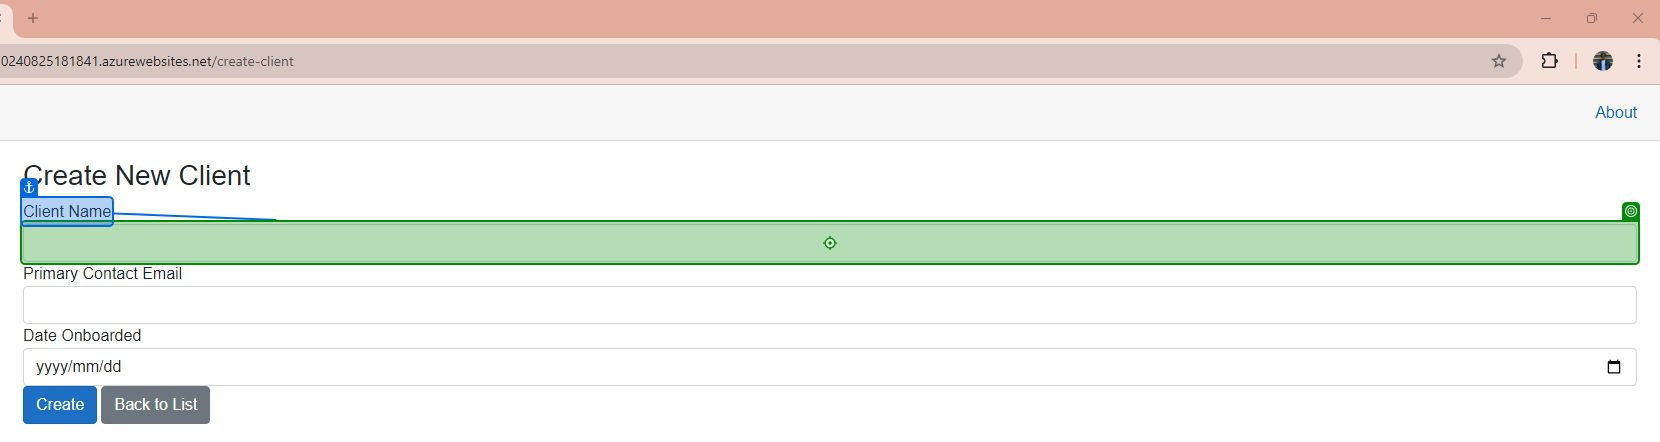 0240825181841.azurewebsites.net/create-client
About
Create New Client
Client Name
Primary Contact Email
Date Onboarded
yyyy/mm/dd
Create Back to List